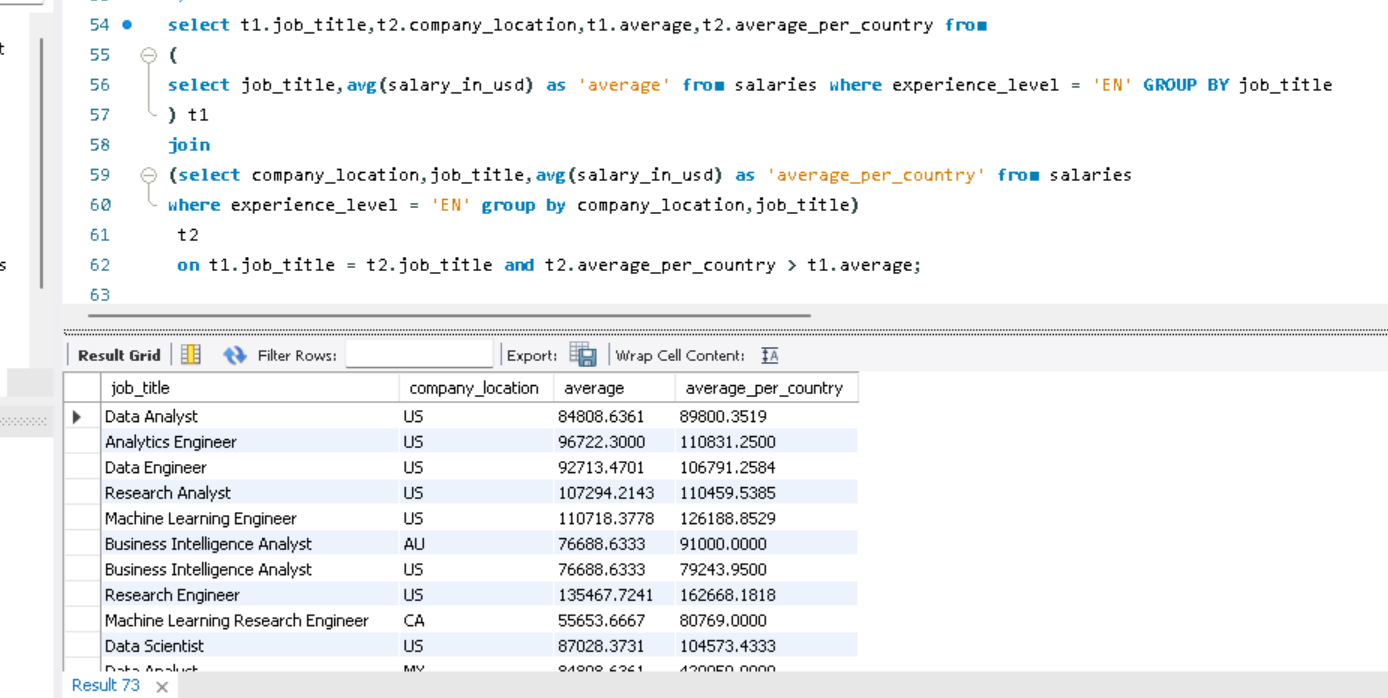 54 select t1.job_title,t2.company_location,t1.average,t2.average_per_country from
t
55 (
56 select job_title,avg(salary_in_usd) as 'average' from salaries where experience_level = 'EN' GROUP BY job_title
57 ) t1
58 join
59 (select company_location,job_title,avg(salary_in_usd) as 'average_per_country' from salaries
60 where experience_level = 'EN' group by company_location,job_title)
61 t2
s
62 on t1.job_title = t2.job_title and t2.average_per_country > t1.average;
63
Result Grid Filter Rows: Export: Wrap Cell Content: IA
job_title company_location average average_per_country
Data Analyst US 84808.6361 89800.3519
Analytics Engineer US 96722.3000 110831.2500
Data Engineer US 92713.4701 106791.2584
Research Analyst US 107294.2143 110459.5385
Machine Learning Engineer US 110718.3778 126188.8529
Business Intelligence Analyst AU 76688.6333 91000.0000
Business Intelligence Analyst US 76688.6333 79243.9500
Research Engineer US 135467.7241 162668.1818
Machine Learning Research Engineer CA 55653.6667 80769.0000
Data Scientist US 87028.3731 104573.4333
Data Analyst 84808.6361
Result 73